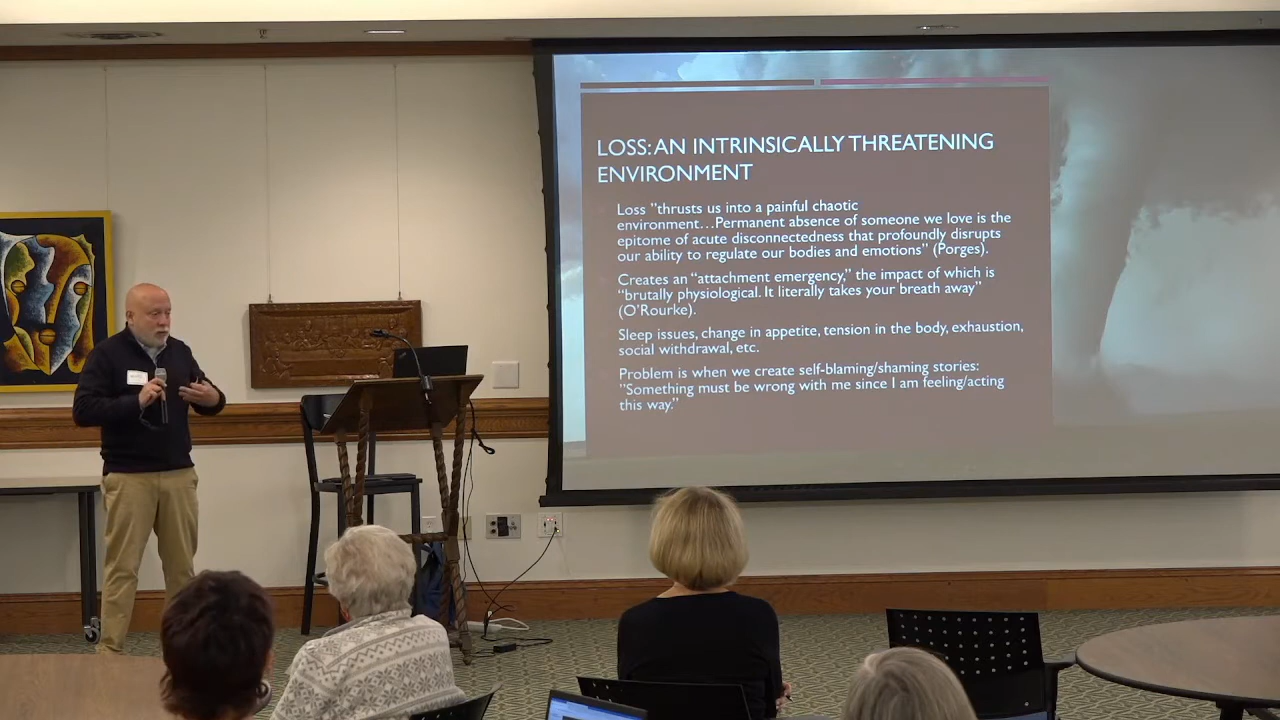 LOSS: AN INTRINSICALLY THREATENING
ENVIRONMENT
Loss "thrusts us into a painful chaotic
environment…Permanent absence of someone we love is the
epitome of acute disconnectedness that profoundly disrupts
our ability to regulate our bodies and emotions" (Porges).
Creates an "attachment emergency," the impact of which is
"brutally physiological. It literally takes your breath away"
(O'Rourke).
Sleep issues, change in appetite, tension in the body, exhaustion,
social withdrawal, etc.
Problem is when we create self-blaming/shaming stories:
"Something must be wrong with me since I am feeling/acting
this way."